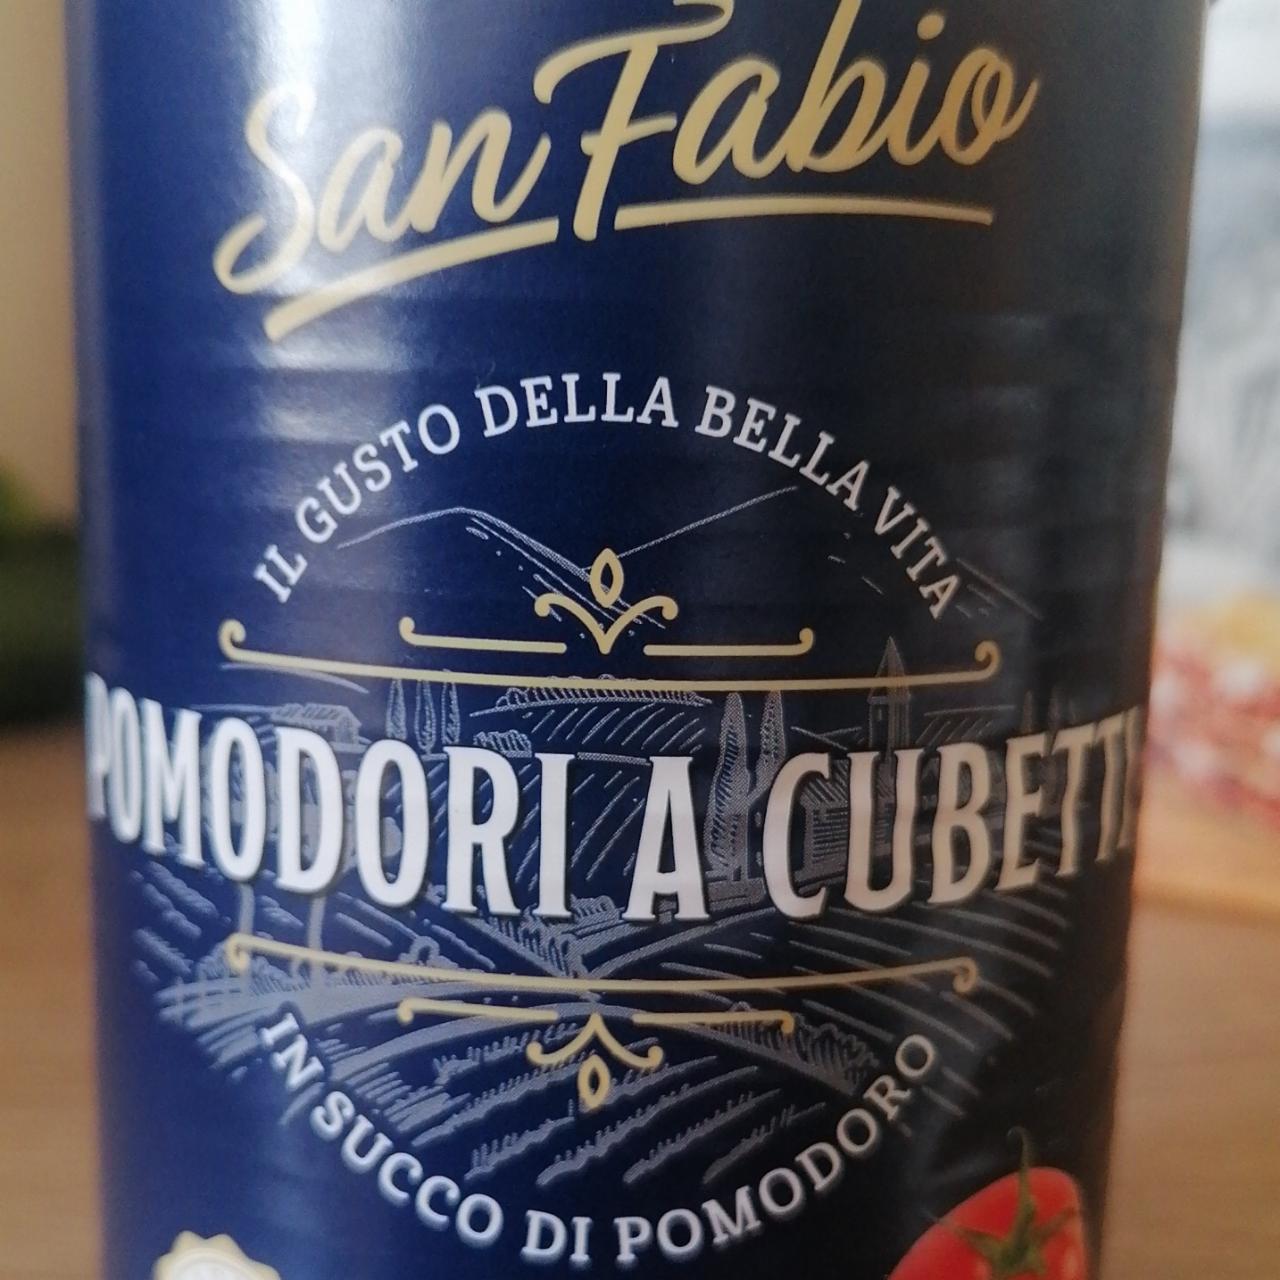 San Fabio
IL GUSTO DELLA BELLA VITA
POMODORI A CUBETTI
IN SUCCO DI POMODORO